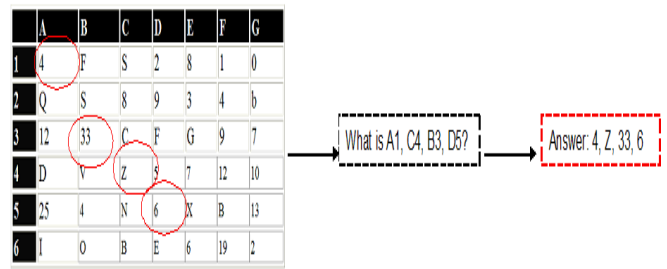 A B C D E F G
1 4 F S 2 8 1 0
2 Q S 8 9 3 4 b
3 12 33 C F G 9 7
4 D V Z 5 7 12 10
5 25 4 N 6 X B 13
6 I O B E 6 19 2
What is A1, C4, B3, D5?
Answer: 4, Z, 33, 6